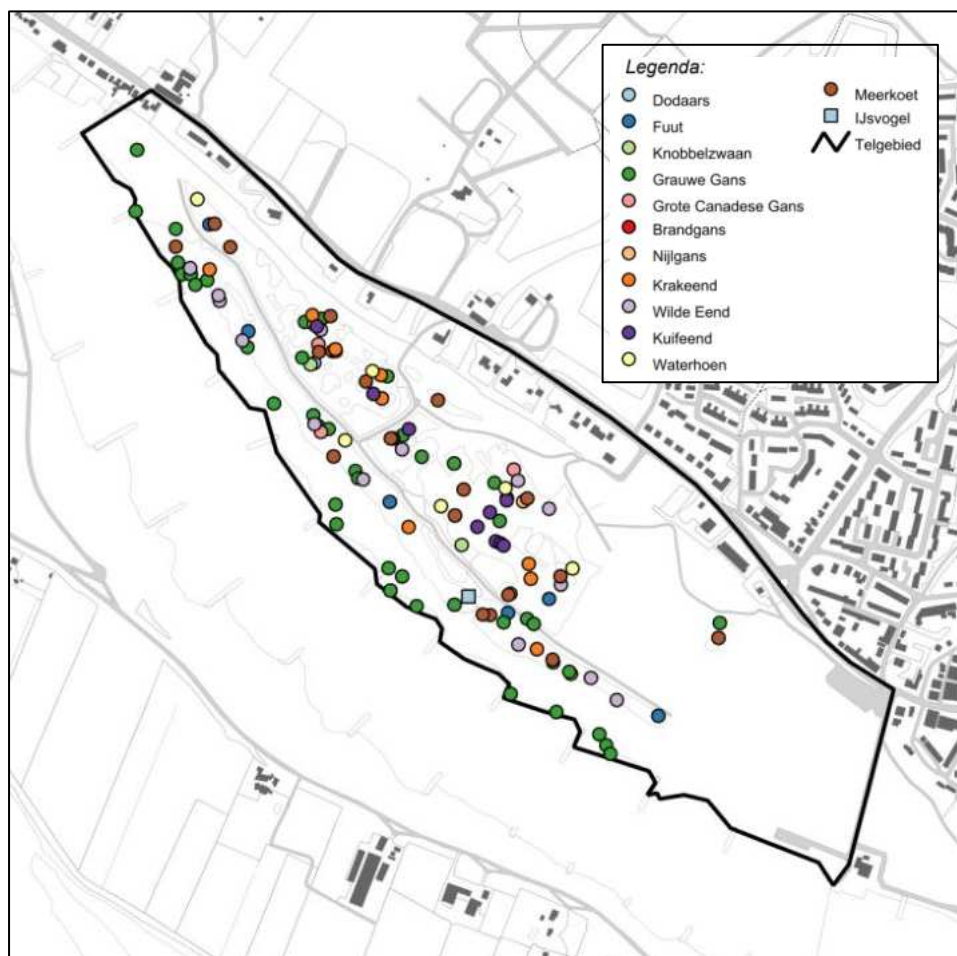 Legenda:
Dodaars
Fuut
Knobbelzwaan
Grauwe Gans
Grote Canadese Gans
Brandgans
Nijlgans
Krakeend
Wilde Eend
Kuifeend
Waterhoen
Meerkoet
IJsvogel
Telgebied